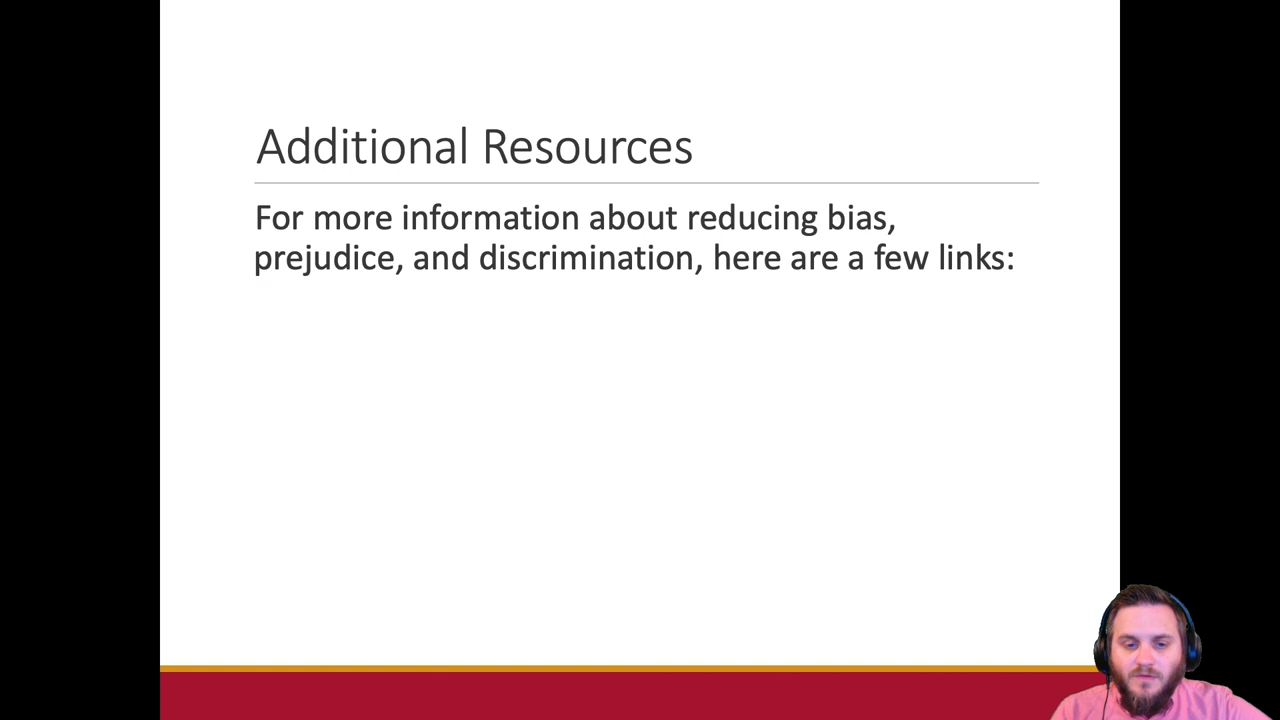 Additional Resources
For more information about reducing bias,
prejudice, and discrimination, here are a few links: